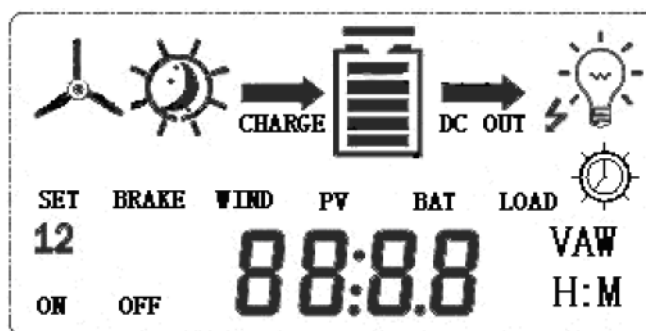 CHARGE DC OUT
SET BRAKE WIND PV BAT LOAD
12 88:8.8 VAW
H:M
ON OFF